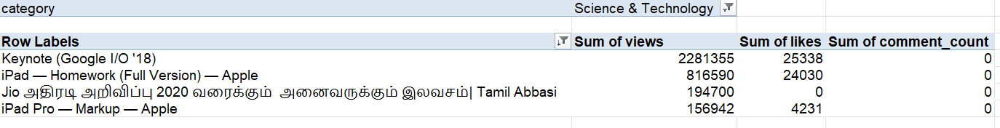 category Science & Technology
Row Labels Sum of views Sum of likes Sum of comment_count
Keynote (Google I/O '18) 2281355 25338 0
iPad — Homework (Full Version) — Apple 816590 24030 0
Jio அதிரடி அறிவிப்பு 2020 வரைக்கும்  அனைவருக்கும் இலவசம்| Tamil Abbasi 194700 0 0
iPad Pro — Markup — Apple 156942 4231 0